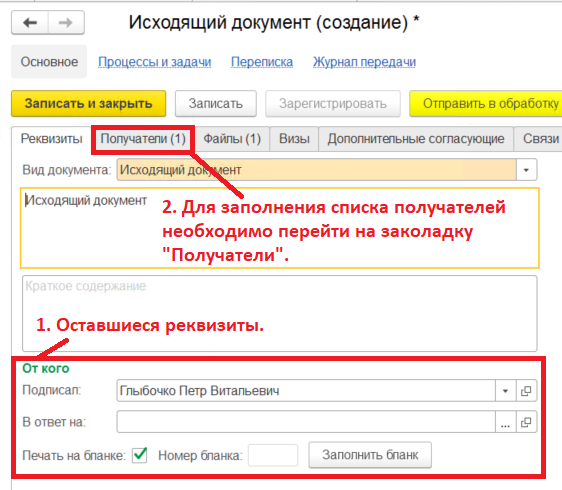 Исходящий документ (создание) *
Основное Процессы и задачи Переписка Журнал передачи
Записать и закрыть Записать Зарегистрировать Отправить в обработку
Реквизиты Получатели (1) Файлы (1) Визы Дополнительные согласующие Связи
Вид документа: Исходящий документ
Исходящий документ
2. Для заполнения списка получателей
необходимо перейти на заколадку
"Получатели".
Краткое содержание
1. Оставшиеся реквизиты.
От кого
Подписал: Глыбочко Петр Витальевич
В ответ на: ...
Печать на бланке: Номер бланка: Заполнить бланк